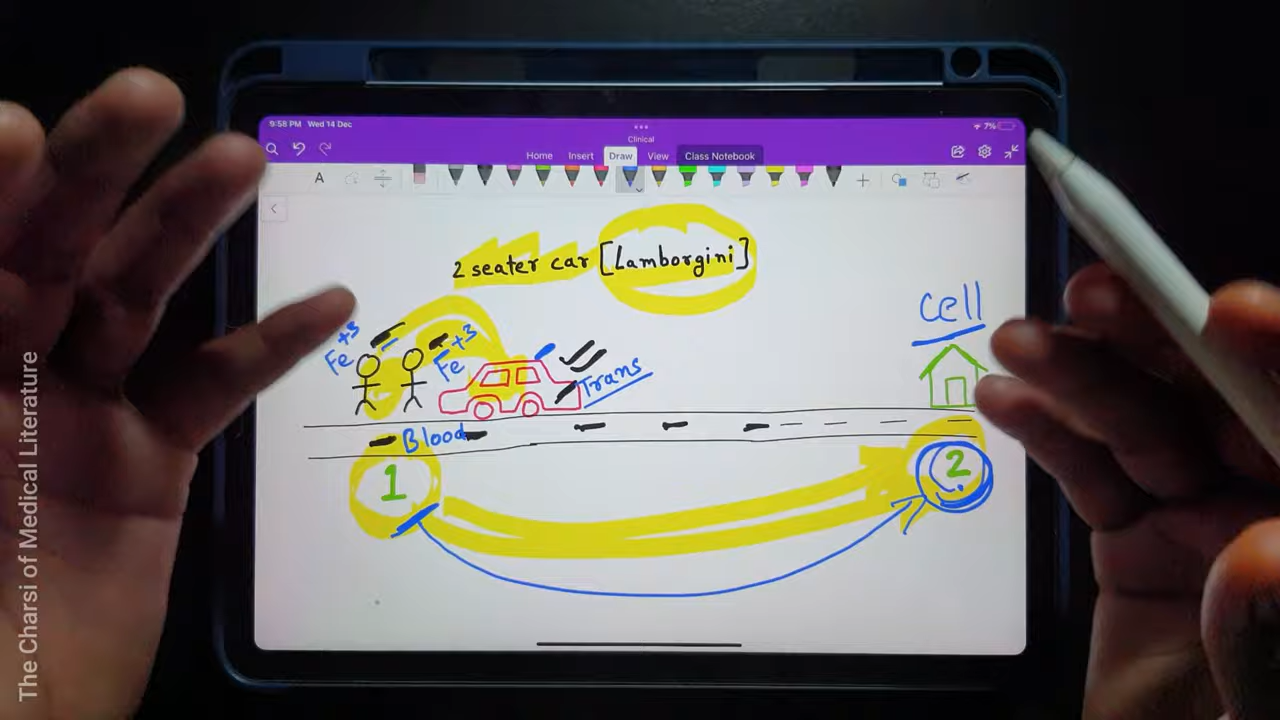 9:58 PM Wed 14 Dec
7%
Clinical
Home Insert Draw View Class Notebook
A
2 seater car [Lamborgini]
Cell
Fe+3 Fe+3
Trans
Blood
1
2
The Charsi of Medical Literature